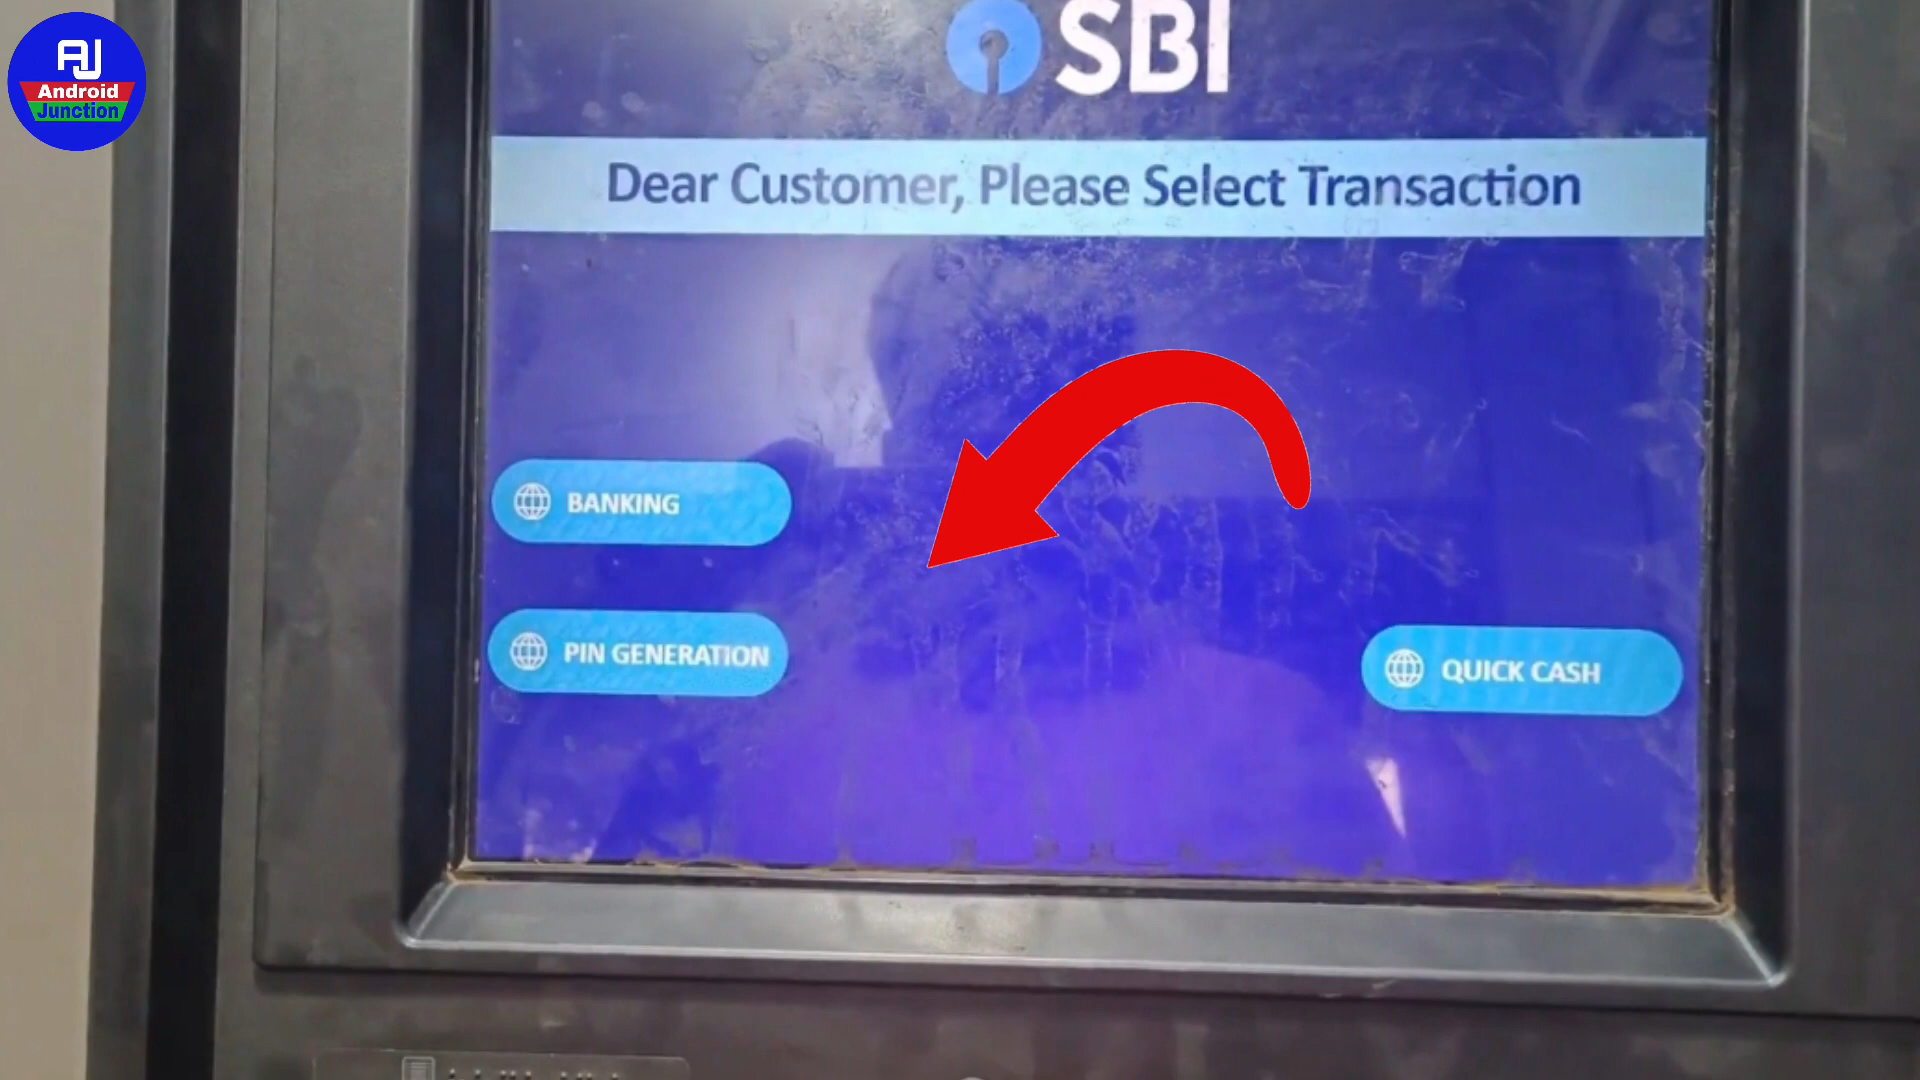 AJ
Android
Junction
SBI
Dear Customer, Please Select Transaction
BANKING
PIN GENERATION
QUICK CASH